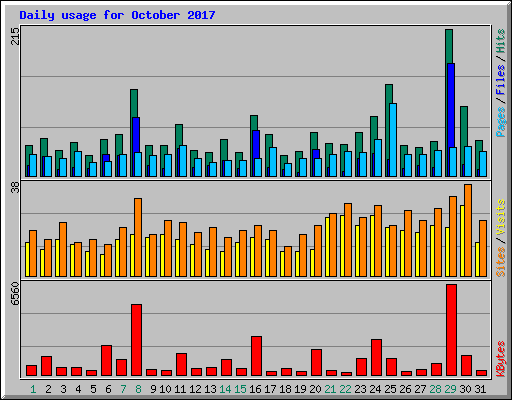 Daily usage for October 2017
215
Pages / Files / Hits
38
Sites / Visits
6560
KBytes
1 2 3 4 5 6 7 8 9 10 11 12 13 14 15 16 17 18 19 20 21 22 23 24 25 26 27 28 29 30 31